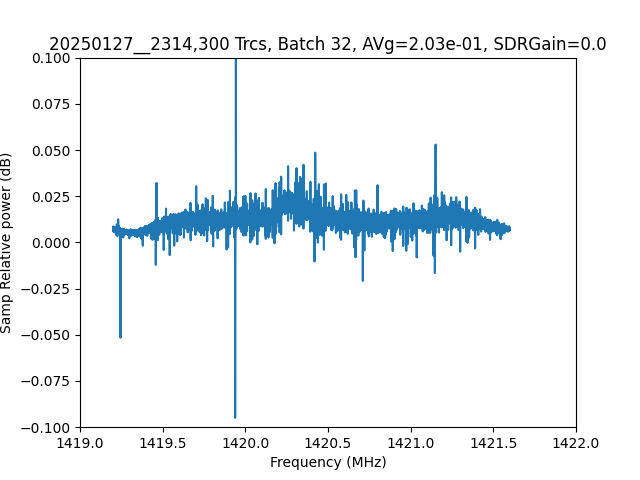 20250127__2314,300 Trcs, Batch 32, AVg=2.03e-01, SDRGain=0.0
0.100
0.075
0.050
0.025
0.000
−0.025
−0.050
−0.075
−0.100
Samp Relative power (dB)
1419.0 1419.5 1420.0 1420.5 1421.0 1421.5 1422.0
Frequency (MHz)